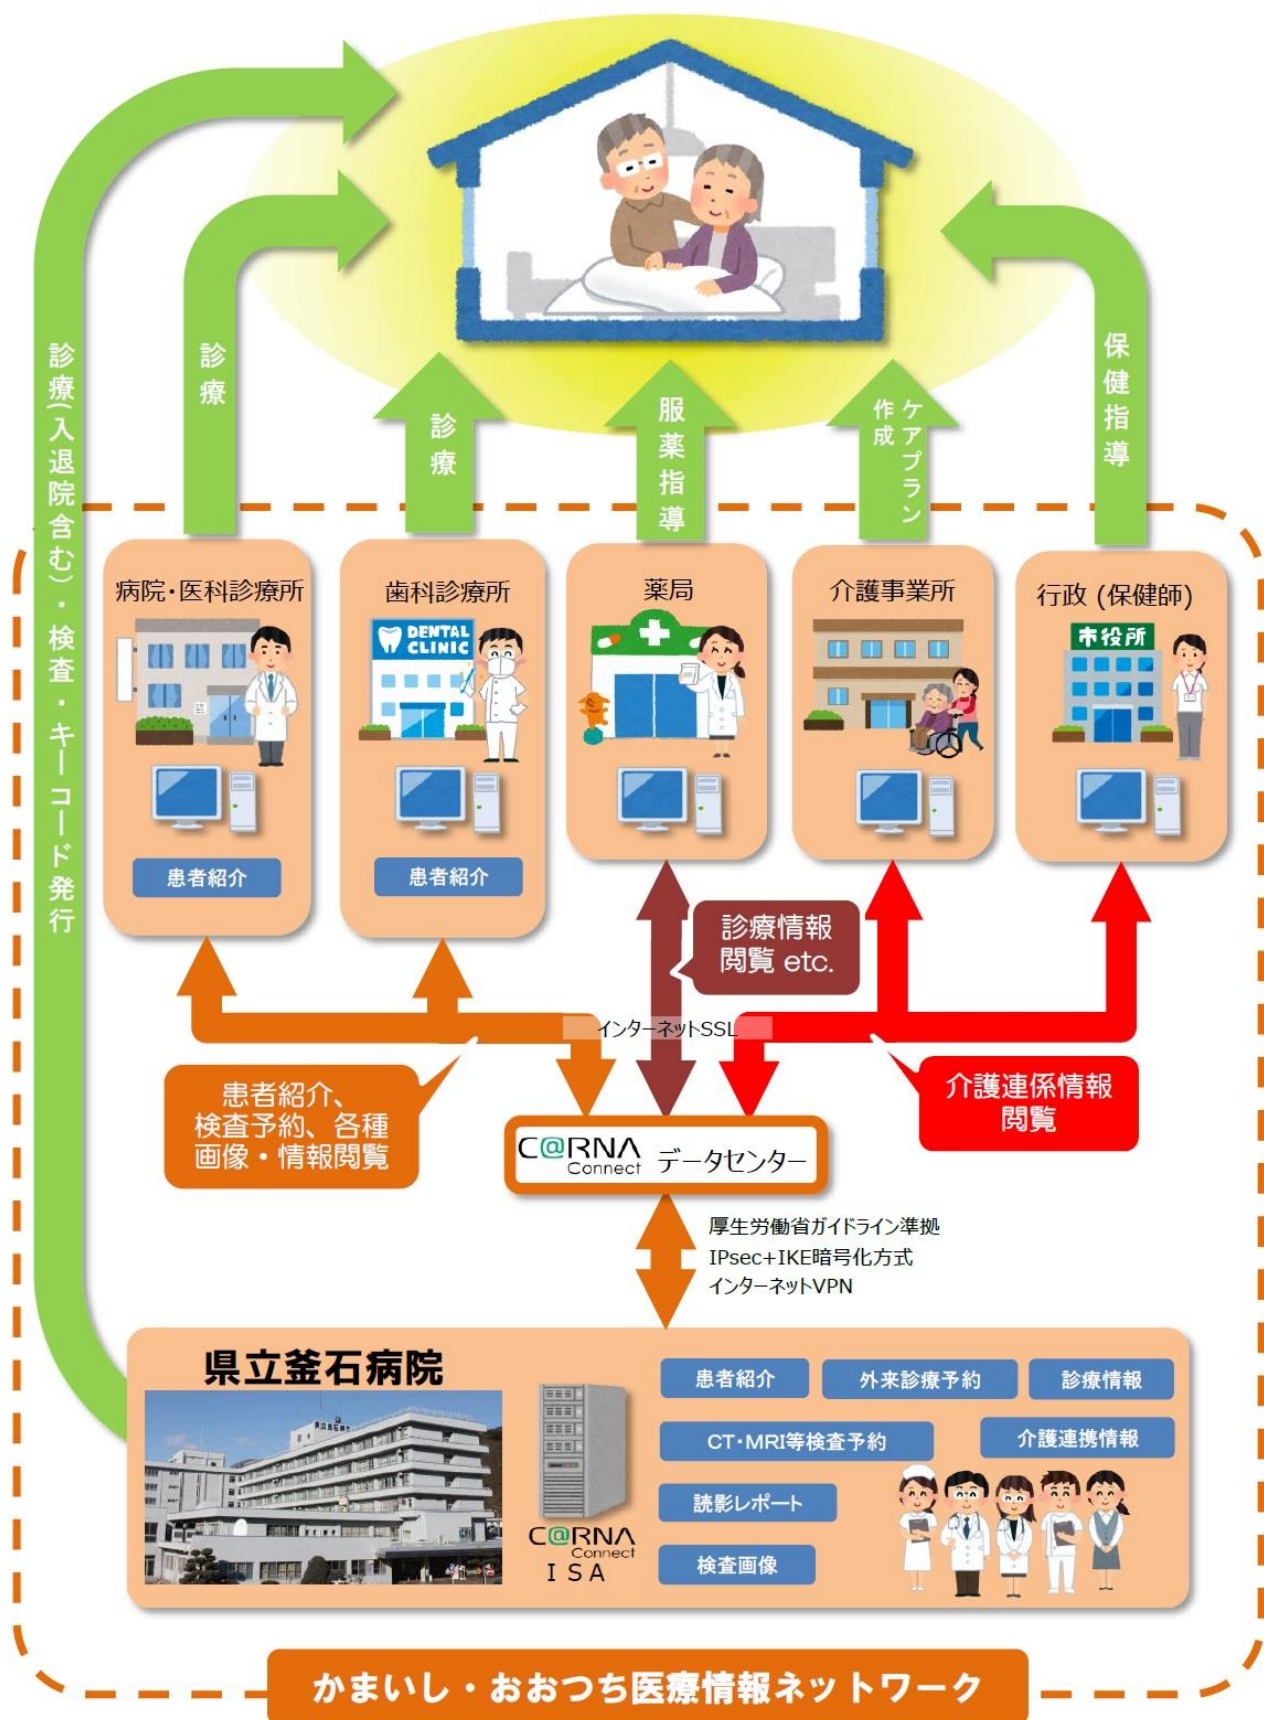 診療(入退院含む)・検査・キーコード発行
診療
診療
服薬指導
ケアプラン
作成
保健指導
病院・医科診療所
患者紹介
歯科診療所
DENTAL
CLINIC
患者紹介
薬局
介護事業所
行政 (保健師)
市役所
診療情報
閲覧 etc.
インターネットSSL
患者紹介、
検査予約、各種
画像・情報閲覧
介護連係情報
閲覧
C@RNA
Connect
データセンター
厚生労働省ガイドライン準拠
IPsec+IKE暗号化方式
インターネットVPN
県立釜石病院
県立釜石病院
C@RNA
Connect
ISA
患者紹介
外来診療予約
診療情報
CT・MRI等検査予約
介護連携情報
読影レポート
検査画像
かまいし・おおつち医療情報ネットワーク